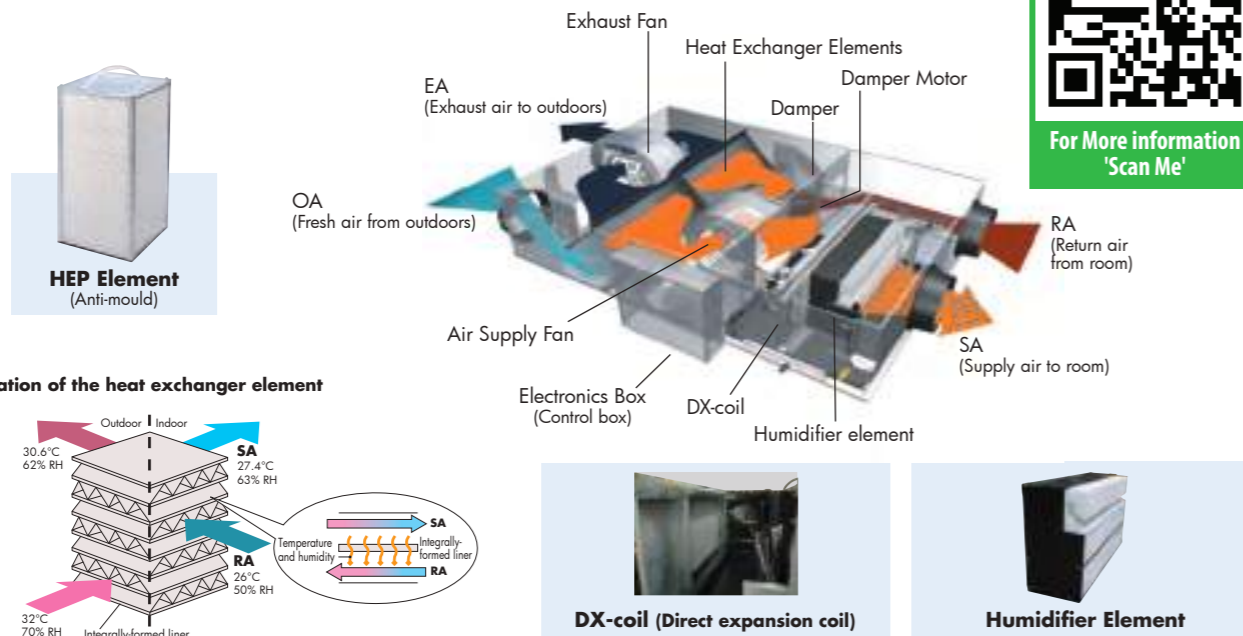 Exhaust Fan
Heat Exchanger Elements
Damper Motor
Damper
EA
(Exhaust air to outdoors)
OA
(Fresh air from outdoors)
RA
(Return air
from room)
SA
(Supply air to room)
Air Supply Fan
Electronics Box
(Control box)
DX-coil
Humidifier element
For More information
'Scan Me'
HEP Element
(Anti-mould)
of the heat exchanger element
Outdoor
Indoor
30.6°C
62% RH
SA
27.4°C
63% RH
RA
26°C
50% RH
32°C
70% RH
Integrally-formed liner
SA
Temperature
and humidity
Integrally-
formed liner
RA
DX-coil (Direct expansion coil)
Humidifier Element